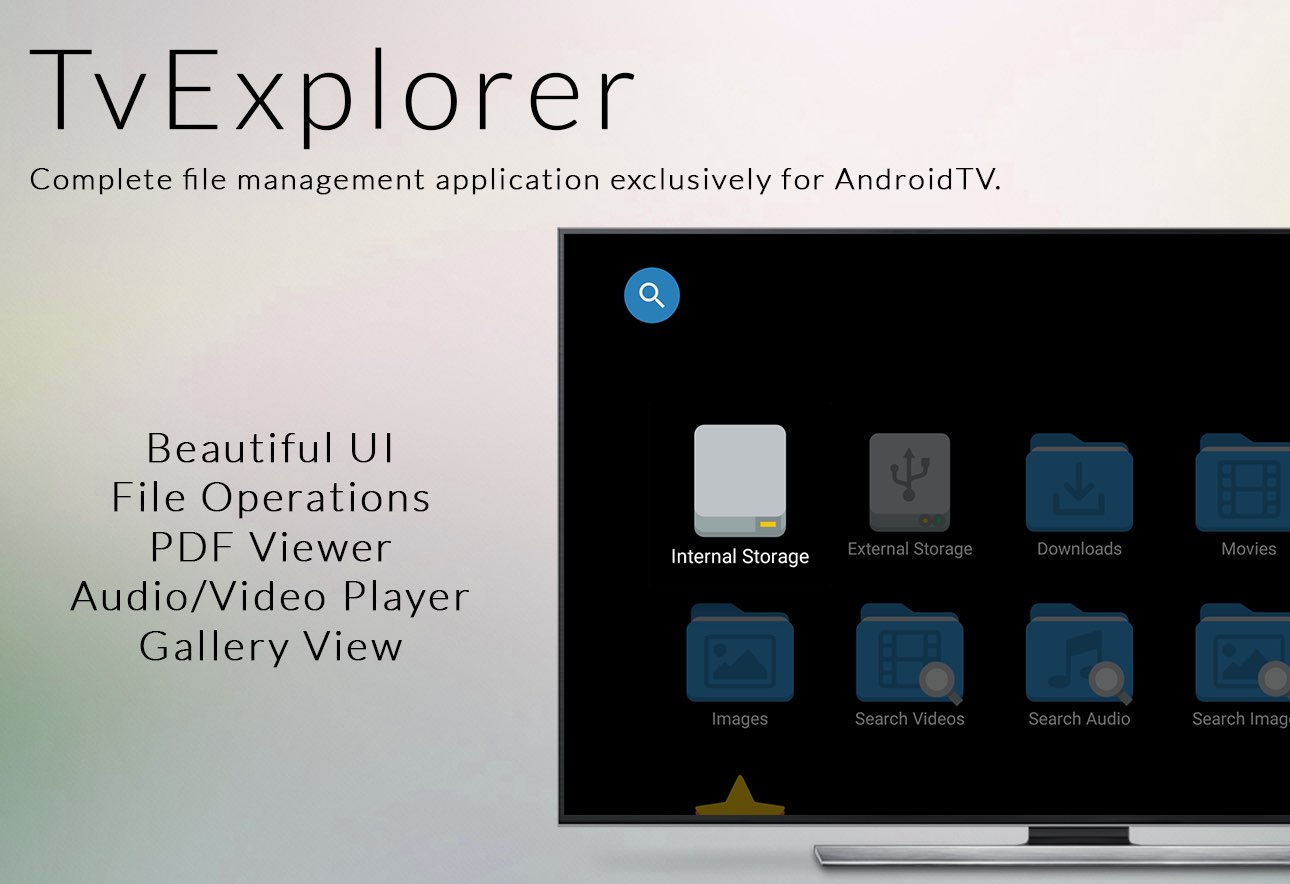 TvExplorer
Complete file management application exclusively for AndroidTV.
Beautiful UI
File Operations
PDF Viewer
Audio/Video Player
Gallery View
Internal Storage
External Storage
Downloads
Movies
Images
Search Videos
Search Audio
Search Imag